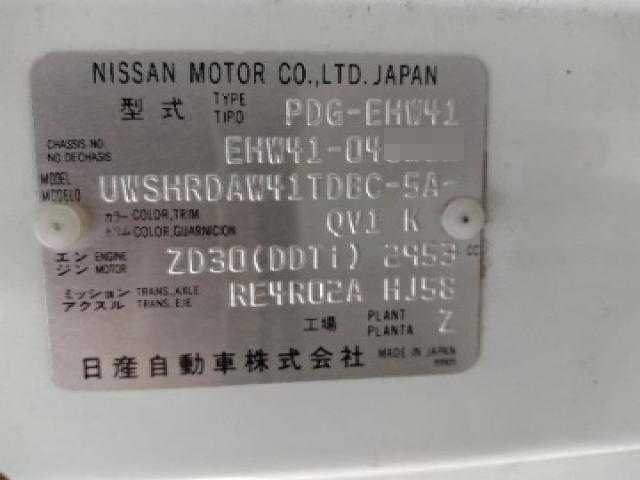 NISSAN MOTOR CO.,LTD. JAPAN
型式 TYPE TIPO PDG-EHW41
CHASSIS NO. NO DE CHASIS EHW41-04
MODEL MODELO UWSHRDAW41TDBC-5A-
カラー COLOR,TRIM トリム COLOR,GUARNICION QV1 K
エンジン ENGINE MOTOR ZD30(DDTi) 2953 CC
ミッション TRANS.AXLE アクスル TRANS.EJE RE4R02A HJ58
工場 PLANT PLANTA Z
日産自動車株式会社 MADE IN JAPAN